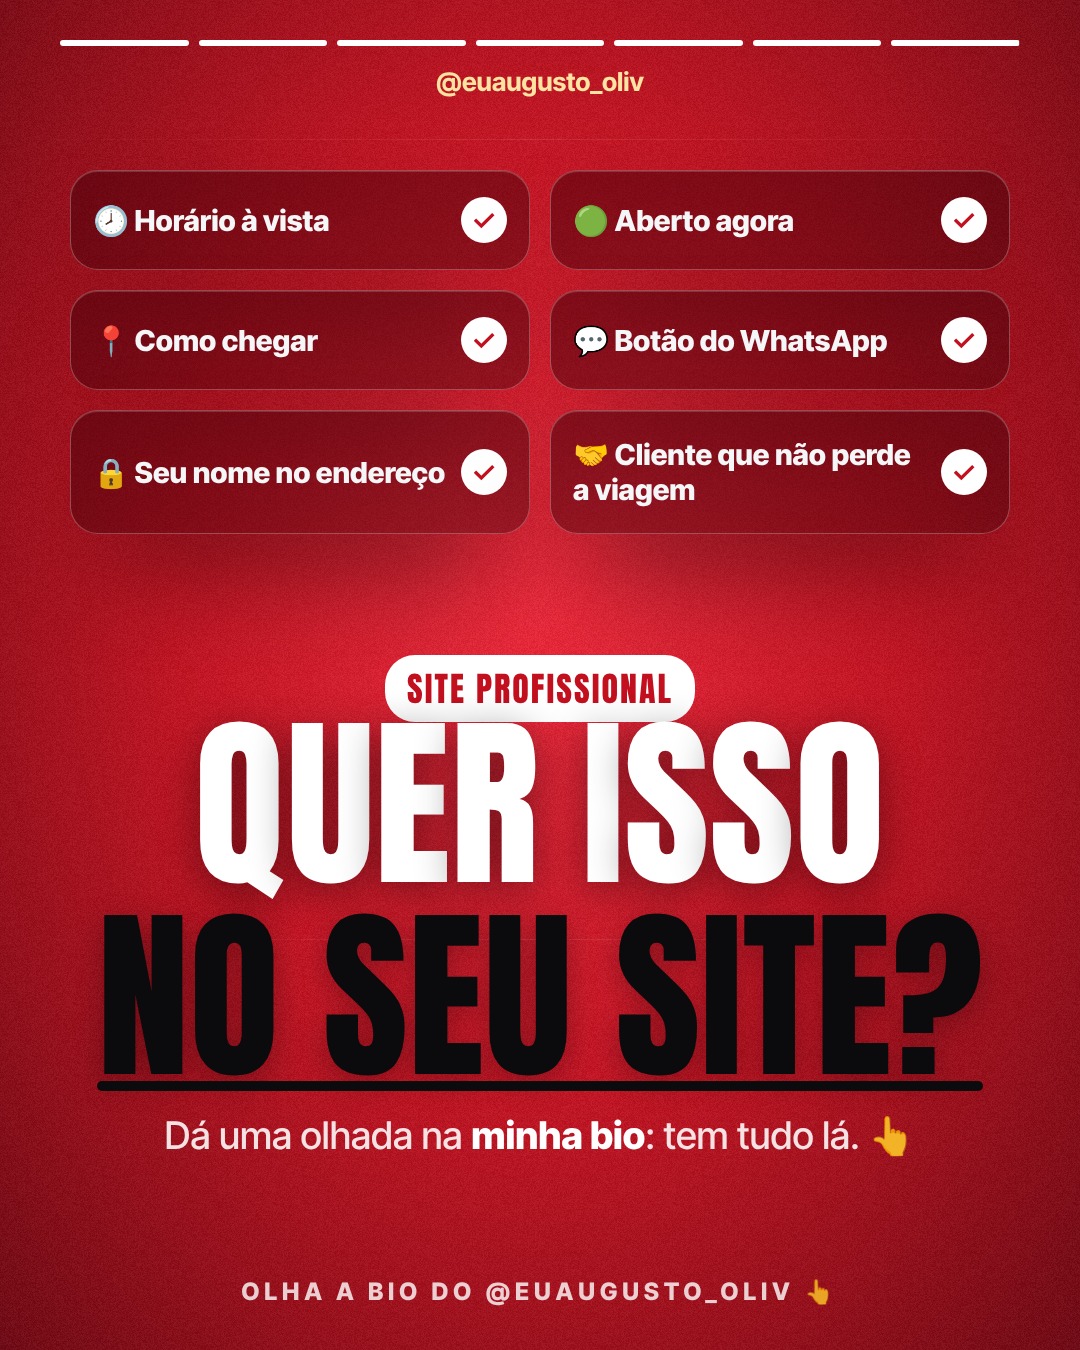 @euaugusto_oliv
🕗 Horário à vista
🟢 Aberto agora
📍 Como chegar
💬 Botão do WhatsApp
🔒 Seu nome no endereço
🤝 Cliente que não perde
a viagem
SITE PROFISSIONAL
QUER ISSO
NO SEU SITE?
Dá uma olhada na minha bio: tem tudo lá. 👆
OLHA A BIO DO @EUAUGUSTO_OLIV 👆